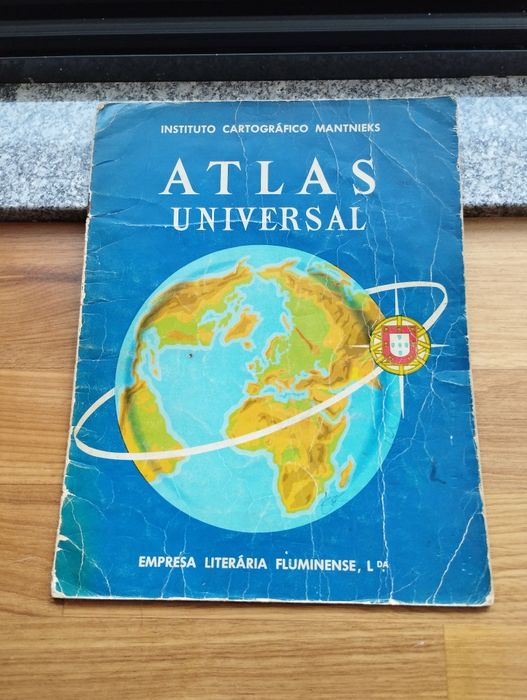 INSTITUTO CARTOGRÁFICO MANTNIEKS
ATLAS
UNIVERSAL
EMPRESA LITERÁRIA FLUMINENSE, LDA